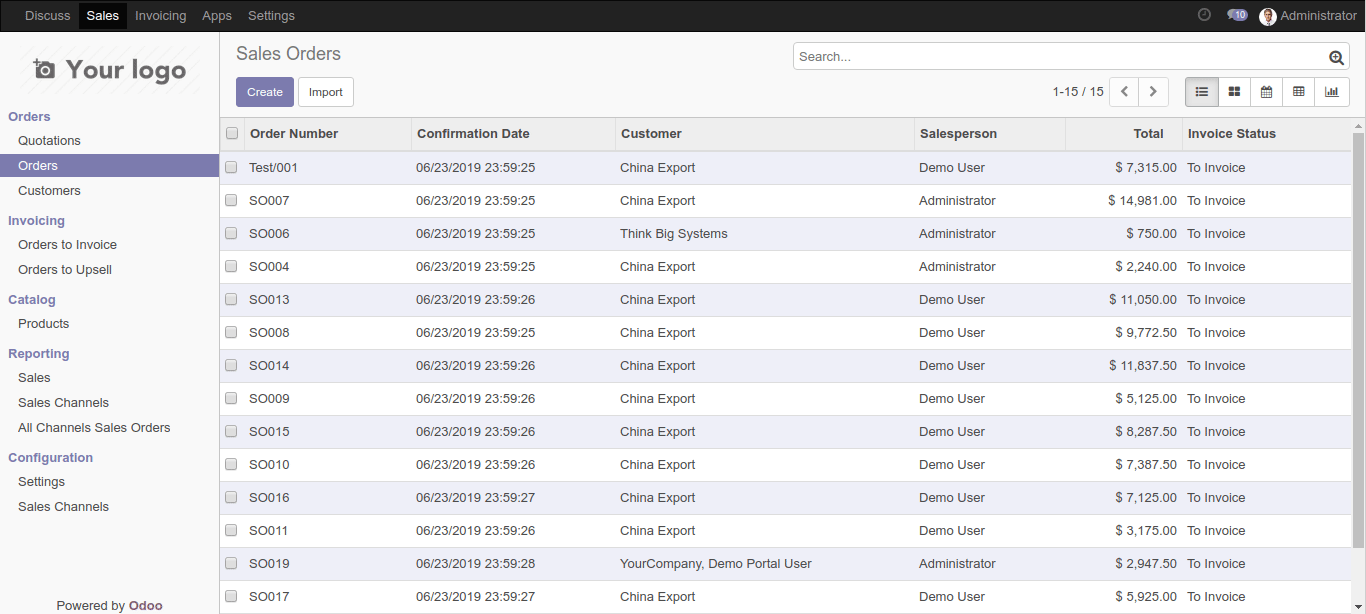 Discuss Sales Invoicing Apps Settings 10 Administrator
Your logo
Orders
Quotations
Orders
Customers
Invoicing
Orders to Invoice
Orders to Upsell
Catalog
Products
Reporting
Sales
Sales Channels
All Channels Sales Orders
Configuration
Settings
Sales Channels
Powered by Odoo
Sales Orders
Search...
Create Import 1-15 / 15
Order Number Confirmation Date Customer Salesperson Total Invoice Status
Test/001 06/23/2019 23:59:25 China Export Demo User $ 7,315.00 To Invoice
SO007 06/23/2019 23:59:25 China Export Administrator $ 14,981.00 To Invoice
SO006 06/23/2019 23:59:25 Think Big Systems Administrator $ 750.00 To Invoice
SO004 06/23/2019 23:59:25 China Export Administrator $ 2,240.00 To Invoice
SO013 06/23/2019 23:59:26 China Export Demo User $ 11,050.00 To Invoice
SO008 06/23/2019 23:59:25 China Export Demo User $ 9,772.50 To Invoice
SO014 06/23/2019 23:59:26 China Export Demo User $ 11,837.50 To Invoice
SO009 06/23/2019 23:59:26 China Export Demo User $ 5,125.00 To Invoice
SO015 06/23/2019 23:59:26 China Export Demo User $ 8,287.50 To Invoice
SO010 06/23/2019 23:59:26 China Export Demo User $ 7,387.50 To Invoice
SO016 06/23/2019 23:59:27 China Export Demo User $ 7,125.00 To Invoice
SO011 06/23/2019 23:59:26 China Export Demo User $ 3,175.00 To Invoice
SO019 06/23/2019 23:59:28 YourCompany, Demo Portal User Administrator $ 2,947.50 To Invoice
SO017 06/23/2019 23:59:27 China Export Demo User $ 5,925.00 To Invoice